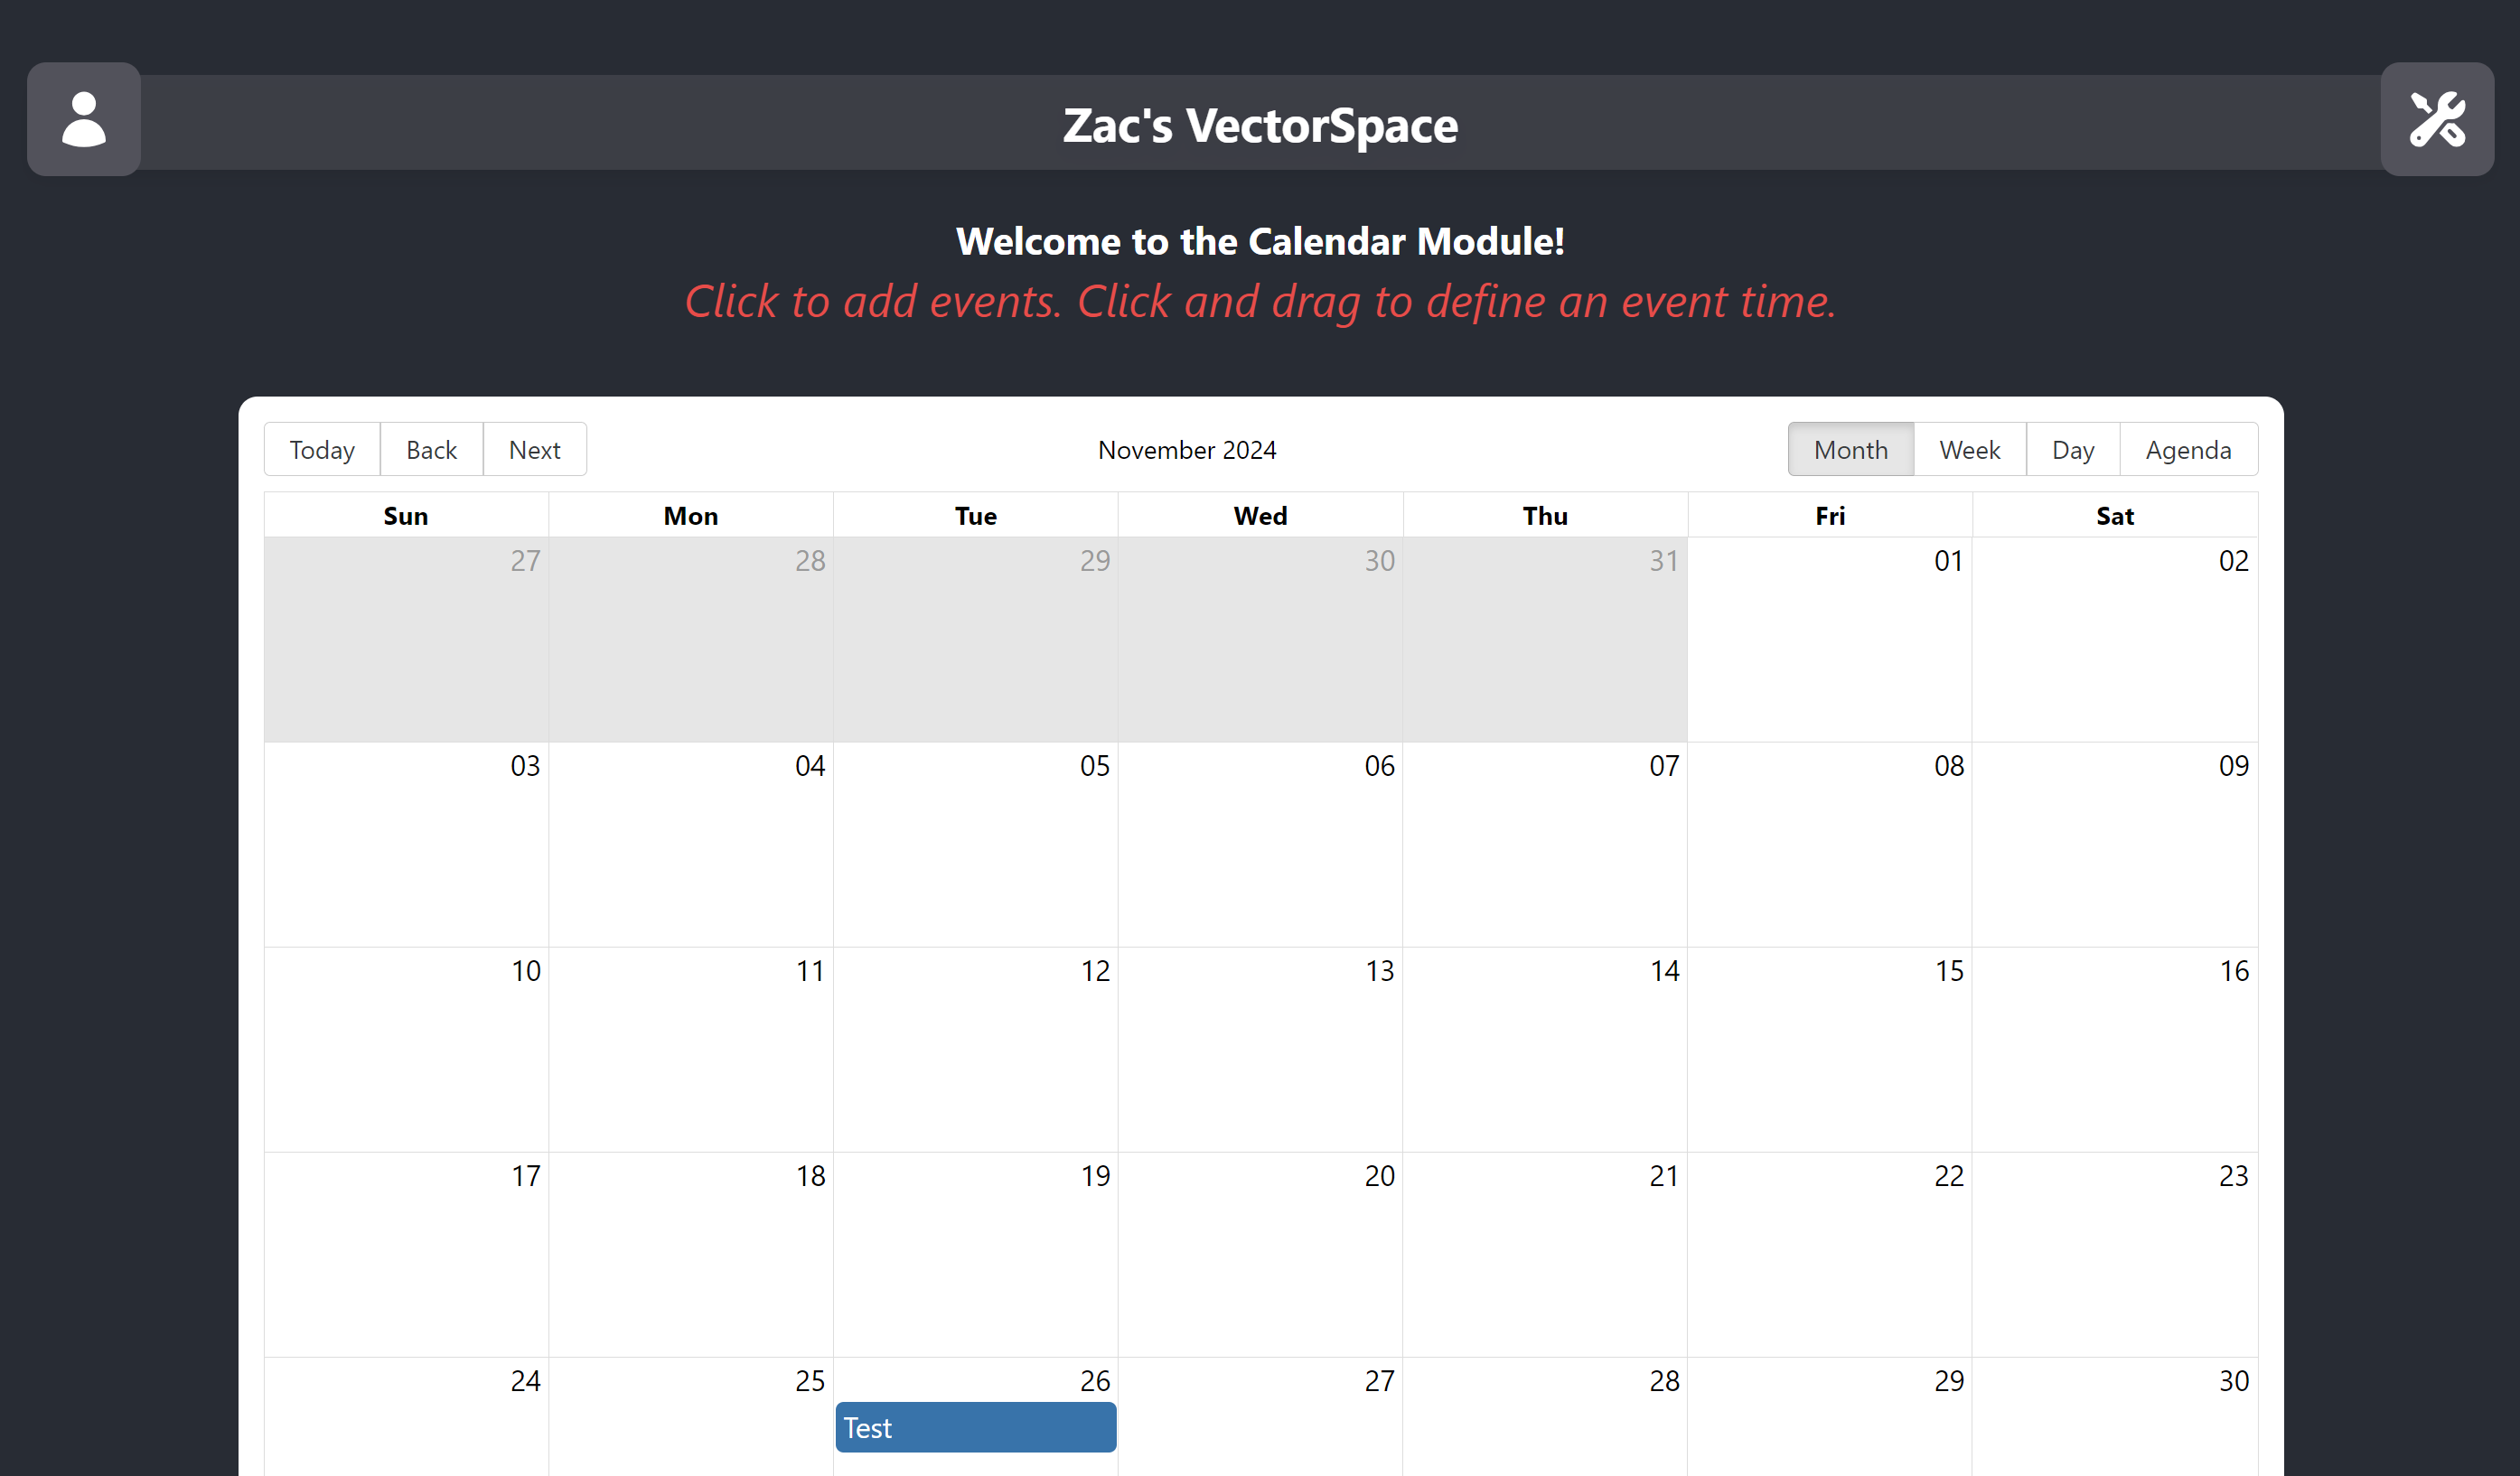 Zac's VectorSpace
Welcome to the Calendar Module!
Click to add events. Click and drag to define an event time.
Today Back Next November 2024 Month Week Day Agenda
Sun Mon Tue Wed Thu Fri Sat
27 28 29 30 31 01 02
03 04 05 06 07 08 09
10 11 12 13 14 15 16
17 18 19 20 21 22 23
24 25 26 27 28 29 30
Test